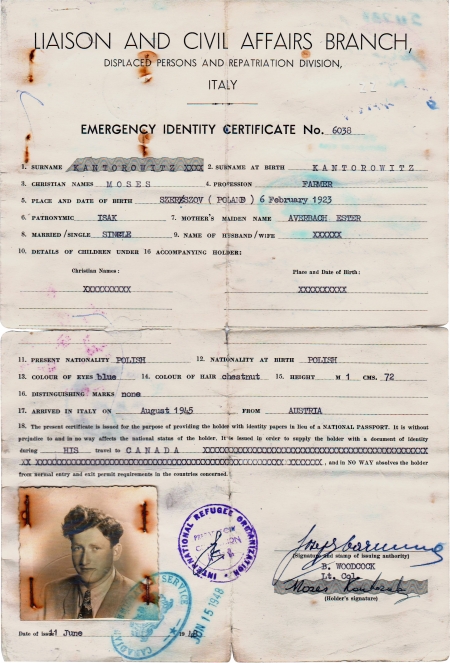 LIAISON AND CIVIL AFFAIRS BRANCH,
DISPLACED PERSONS AND REPATRIATION DIVISION,
ITALY
EMERGENCY IDENTITY CERTIFICATE No. 6038
1. SURNAME KANTOROWITZ XXXX 2. SURNAME AT BIRTH KANTOROWITZ
3. CHRISTIAN NAMES MOSES 4. PROFESSION FARMER
5. PLACE AND DATE OF BIRTH SZERESZOV ( POLAND ) 6 February 1923
6. PATRONYMIC ISAK 7. MOTHER'S MAIDEN NAME AVERBACH ESTER
8. MARRIED/SINGLE SINGLE 9. NAME OF HUSBAND/WIFE XXXXXX
10. DETAILS OF CHILDREN UNDER 16 ACCOMPANYING HOLDER:
Christian Names: Place and Date of Birth:
XXXXXXXXXX XXXXXXXXXX
11. PRESENT NATIONALITY POLISH 12. NATIONALITY AT BIRTH POLISH
13. COLOUR OF EYES blue 14. COLOUR OF HAIR chestnut 15. HEIGHT M 1 CMS. 72
16. DISTINGUISHING MARKS none
17. ARRIVED IN ITALY ON August 1945 FROM AUSTRIA
18. The present certificate is issued for the purpose of providing the holder with identity papers in lieu of a NATIONAL PASSPORT. It is without
prejudice to and in no way affects the national status of the holder. It is issued in order to supply the holder with a document of identity
during HIS travel to CANADA
, and in NO WAY absolves the holder
from normal entry and exit permit requirements in the countries concerned.
INTERNATIONAL REFUGEE ORGANIZATION
(Signature and stamp of issuing authority)
B. WOODCOCK
Lt. Col.
Moses
(Holder's signature)
CANADIAN SERVICE
JUN 15 1948
Date of issue 11 June 1948